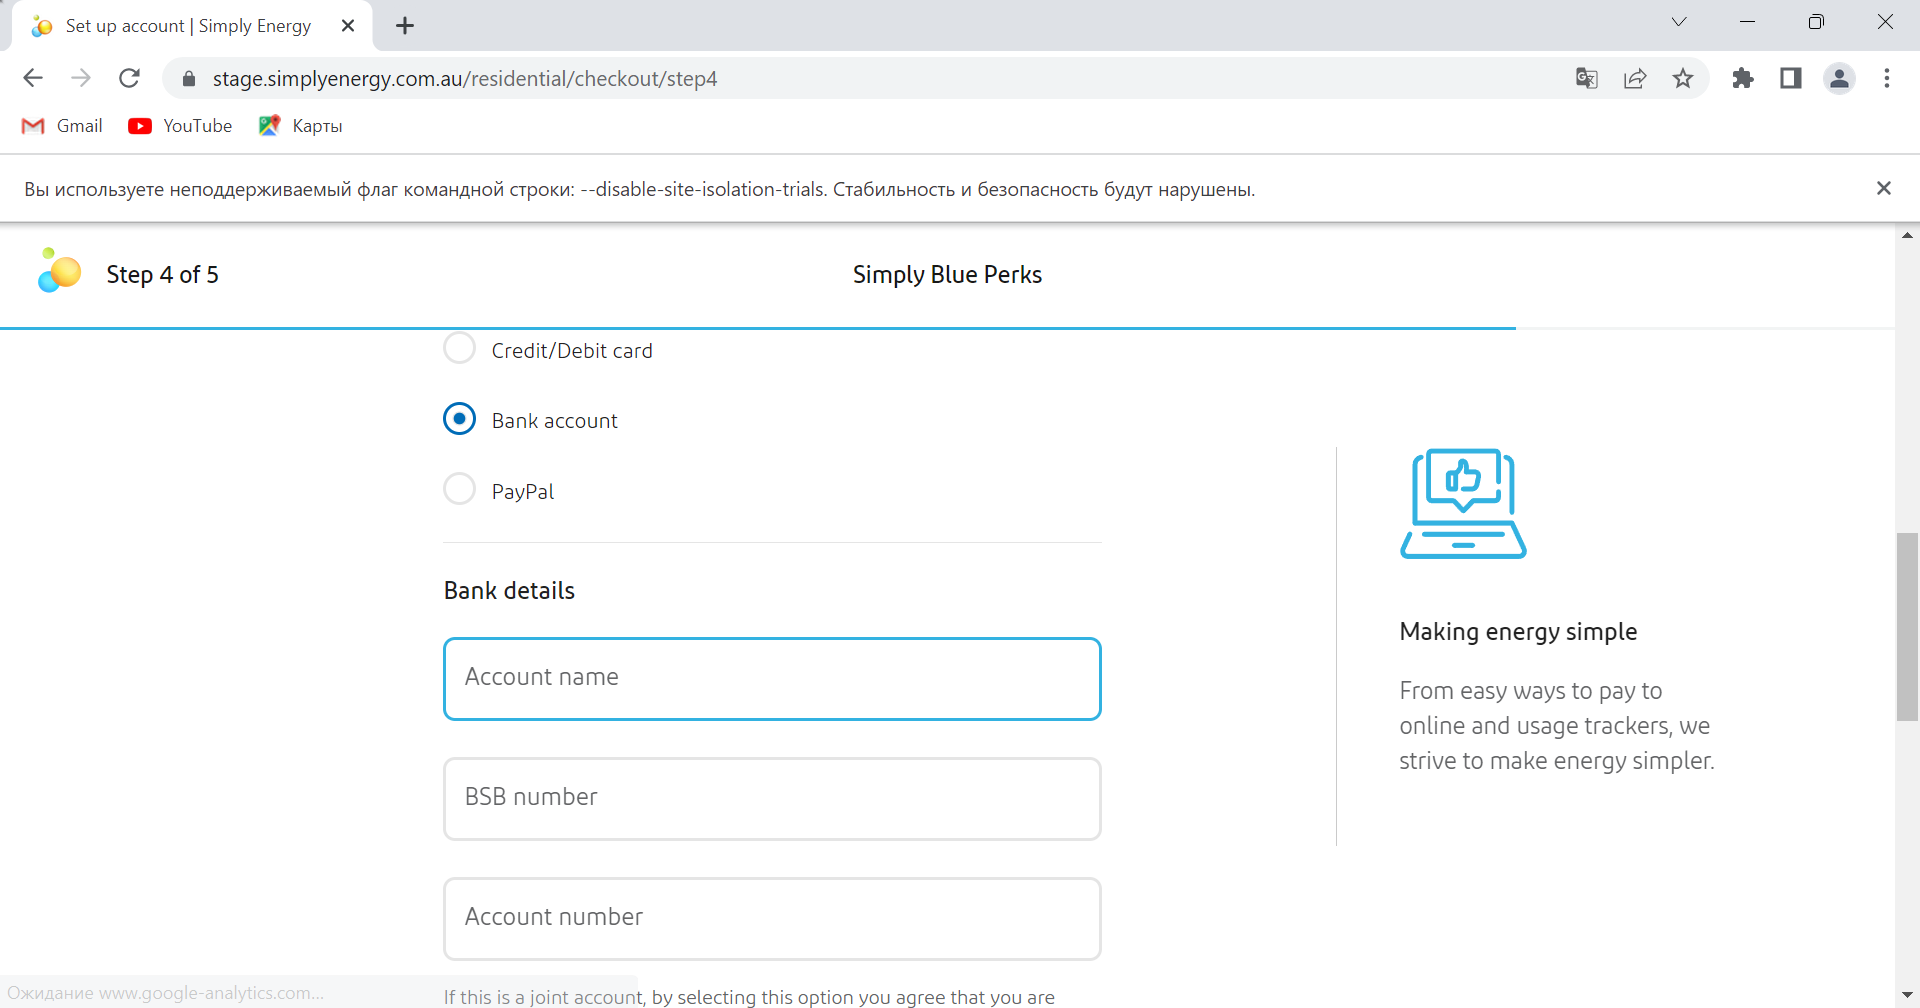 Set up account | Simply Energy
stage.simplyenergy.com.au/residential/checkout/step4
Gmail
YouTube
Карты
Вы используете неподдерживаемый флаг командной строки: --disable-site-isolation-trials. Стабильность и безопасность будут нарушены.
Step 4 of 5
Simply Blue Perks
Credit/Debit card
Bank account
PayPal
Bank details
Account name
BSB number
Account number
If this is a joint account, by selecting this option you agree that you are
Making energy simple
From easy ways to pay to
online and usage trackers, we
strive to make energy simpler.
Ожидание www.google-analytics.com...